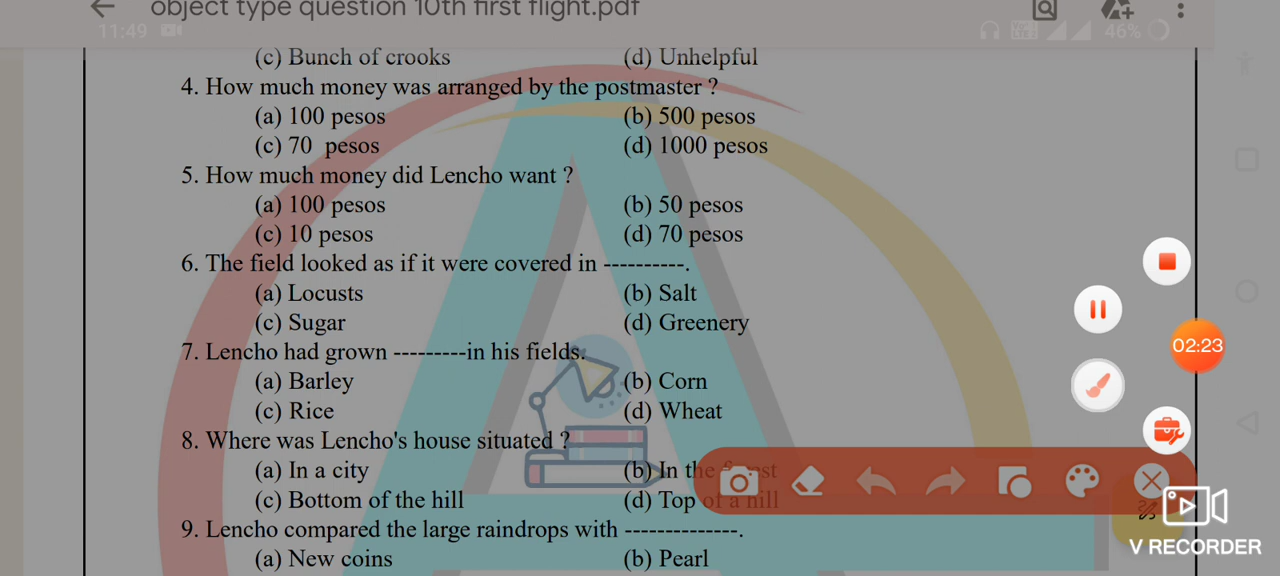 object type question 10th first flight.pdf
11:49 46%
(c) Bunch of crooks (d) Unhelpful
4. How much money was arranged by the postmaster ?
(a) 100 pesos (b) 500 pesos
(c) 70 pesos (d) 1000 pesos
5. How much money did Lencho want ?
(a) 100 pesos (b) 50 pesos
(c) 10 pesos (d) 70 pesos
6. The field looked as if it were covered in ----------.
(a) Locusts (b) Salt
(c) Sugar (d) Greenery
7. Lencho had grown ---------in his fields.
(a) Barley (b) Corn
(c) Rice (d) Wheat
8. Where was Lencho's house situated ?
(a) In a city (b) In the forest
(c) Bottom of the hill (d) Top of a hill
9. Lencho compared the large raindrops with --------------.
(a) New coins (b) Pearl
02:23
V RECORDER